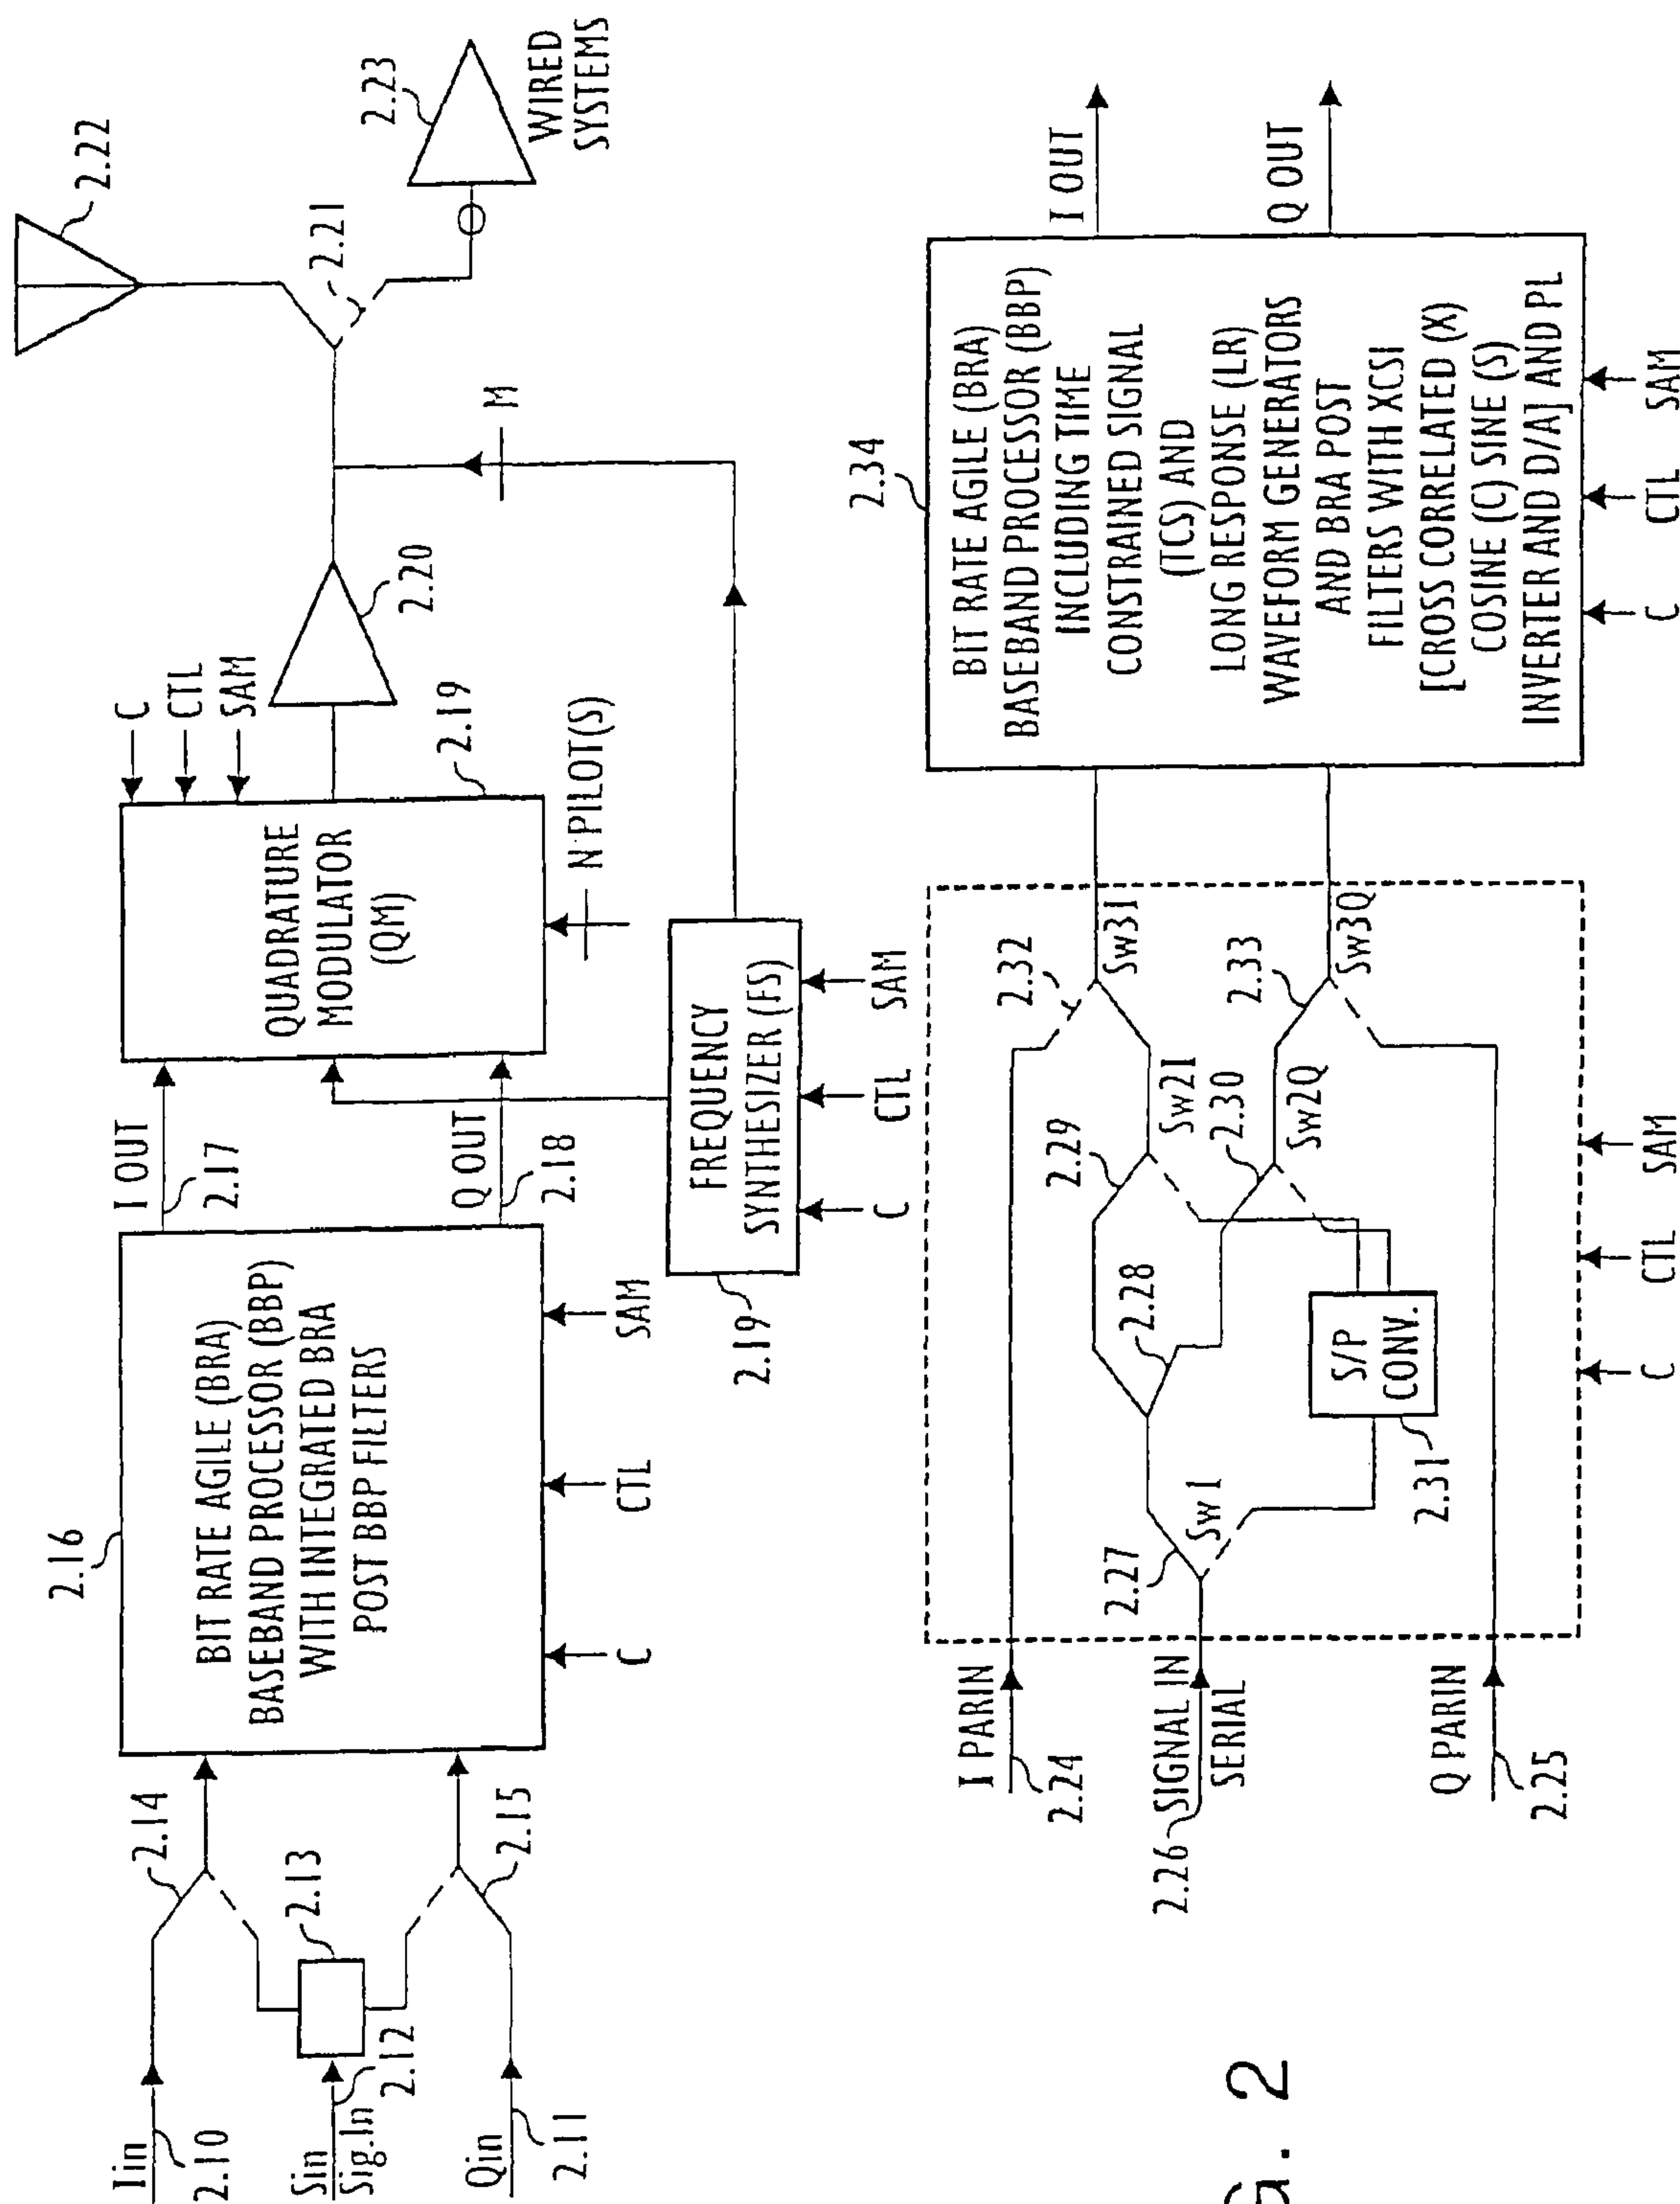 Iin
2.10
Sin
Sig.In
2.12
Qin
2.11
2.13
2.14
2.15
2.16
BIT RATE AGILE (BRA)
BASEBAND PROCESSOR (BBP)
WITH INTEGRATED BRA
POST BBP FILTERS
C
CTL
SAM
I OUT
2.17
Q OUT
2.18
QUADRATURE
MODULATOR
(QM)
C
CTL
SAM
2.19
N PILOT(S)
2.19
FREQUENCY
SYNTHESIZER (FS)
C
CTL
SAM
2.20
M
2.21
2.22
2.23
WIRED
SYSTEMS
I PARIN
2.24
2.26
SIGNAL IN
SERIAL
Q PARIN
2.25
2.27
Sw1
2.28
2.29
Sw2I
2.30
Sw2Q
S/P
CONV.
2.31
2.32
Sw3I
2.33
Sw3Q
C
CTL
SAM
2.34
BIT RATE AGILE (BRA)
BASEBAND PROCESSOR (BBP)
INCLUDING TIME
CONSTRAINED SIGNAL
(TCS) AND
LONG RESPONSE (LR)
WAVEFORM GENERATORS
AND BRA POST
FILTERS WITH XCSI
[CROSS CORRELATED (X)
COSINE (C) SINE (S)
INVERTER AND D/A] AND PL
C
CTL
SAM
I OUT
Q OUT
G. 2